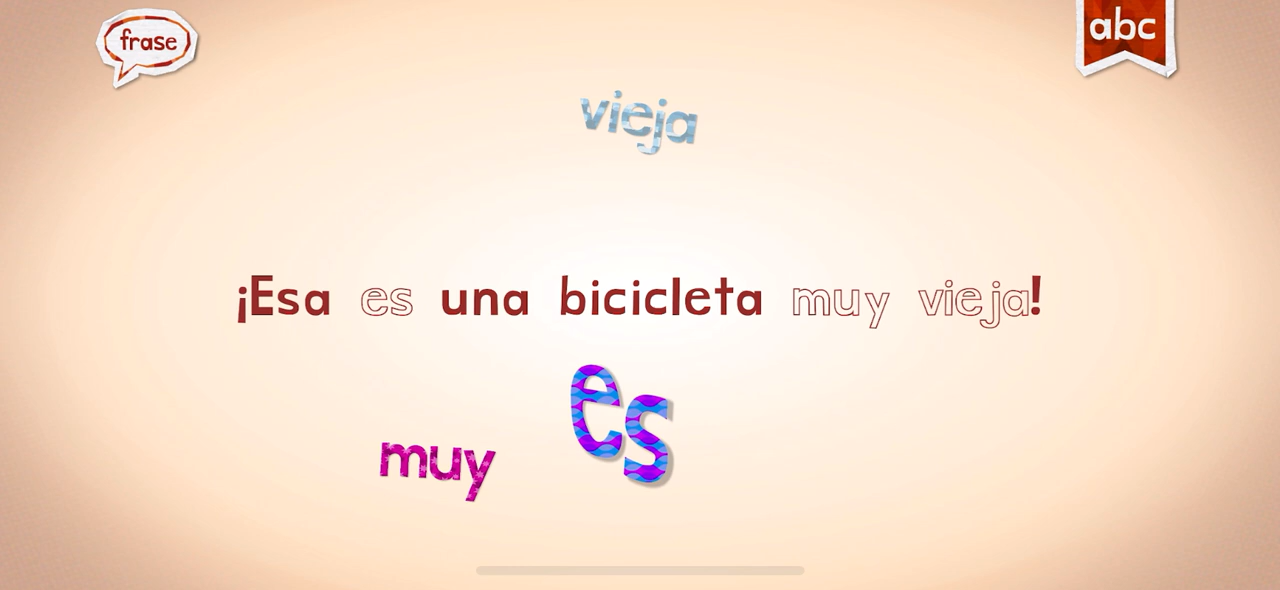 frase
abc
vieja
¡Esa es una bicicleta muy vieja!
es
muy